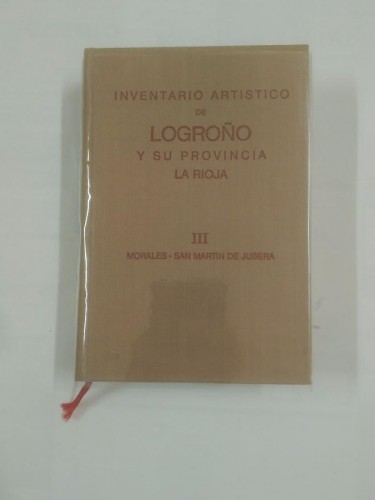 INVENTARIO ARTISTICO
DE
LOGROÑO
Y SU PROVINCIA
LA RIOJA
III
MORALES - SAN MARTIN DE JUBERA